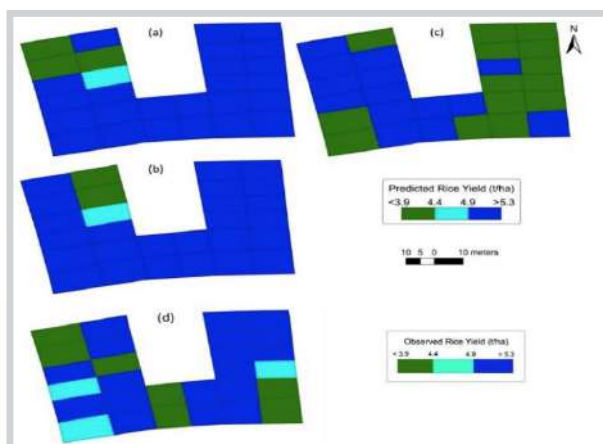 (a)
(c)
N
(b)
Predicted Rice Yield (t/ha)
<3.9 4.4 4.9 >5.3
10 5 0 10 meters
(d)
Observed Rice Yield (t/ha)
<3.9 4.4 4.9 >5.3